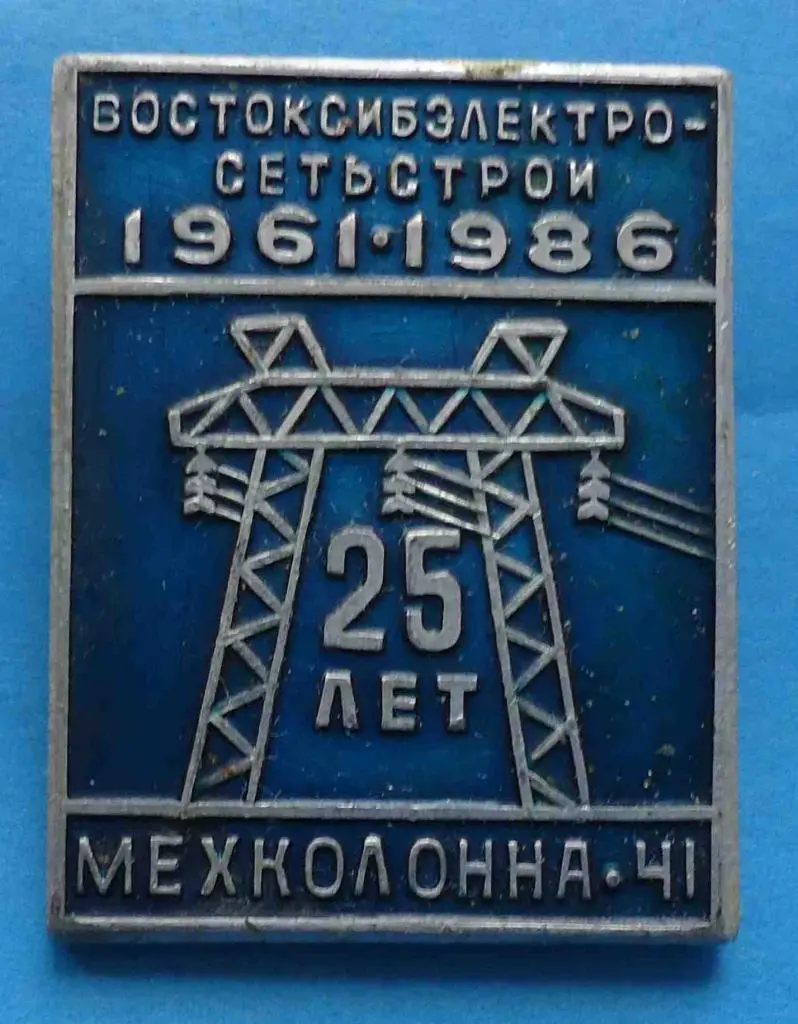 ВОСТОКСИБЭЛЕКТРО-
СЕТЬСТРОЙ
1961·1986
25
ЛЕТ
МЕХКОЛОННА·41